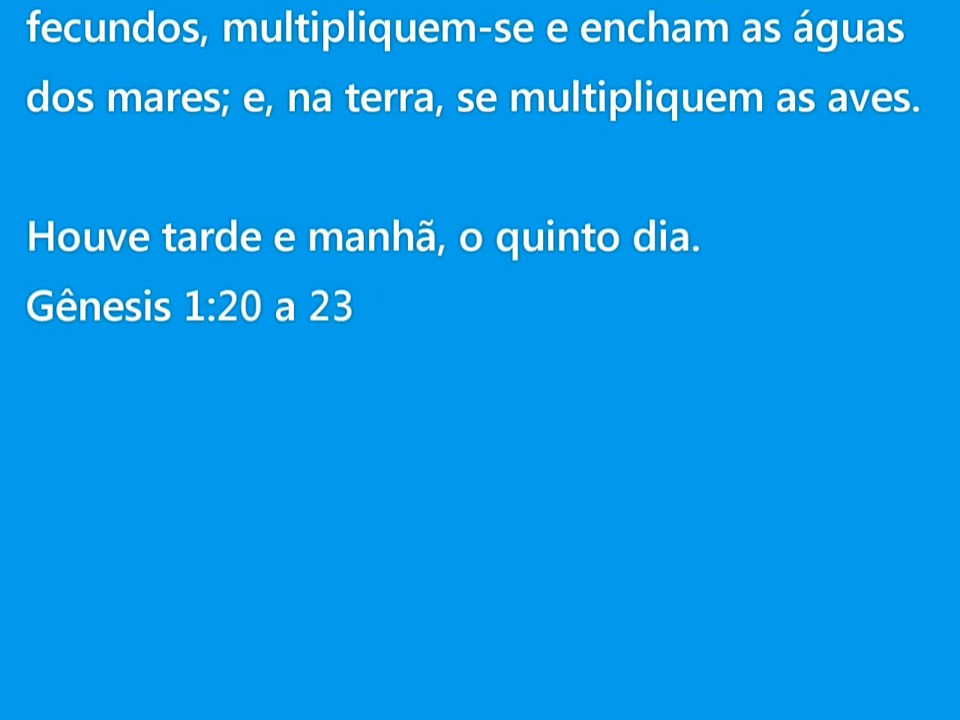 fecundos, multipliquem-se e encham as águas
dos mares; e, na terra, se multipliquem as aves.
Houve tarde e manhã, o quinto dia.
Gênesis 1:20 a 23